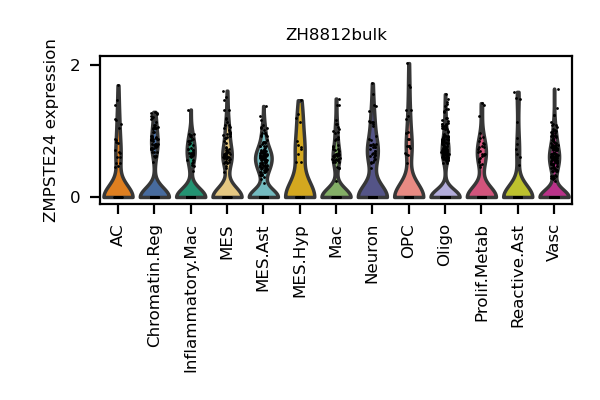 ZH8812bulk
ZMPSTE24 expression
2
0
AC
Chromatin.Reg
Inflammatory.Mac
MES
MES.Ast
MES.Hyp
Mac
Neuron
OPC
Oligo
Prolif.Metab
Reactive.Ast
Vasc